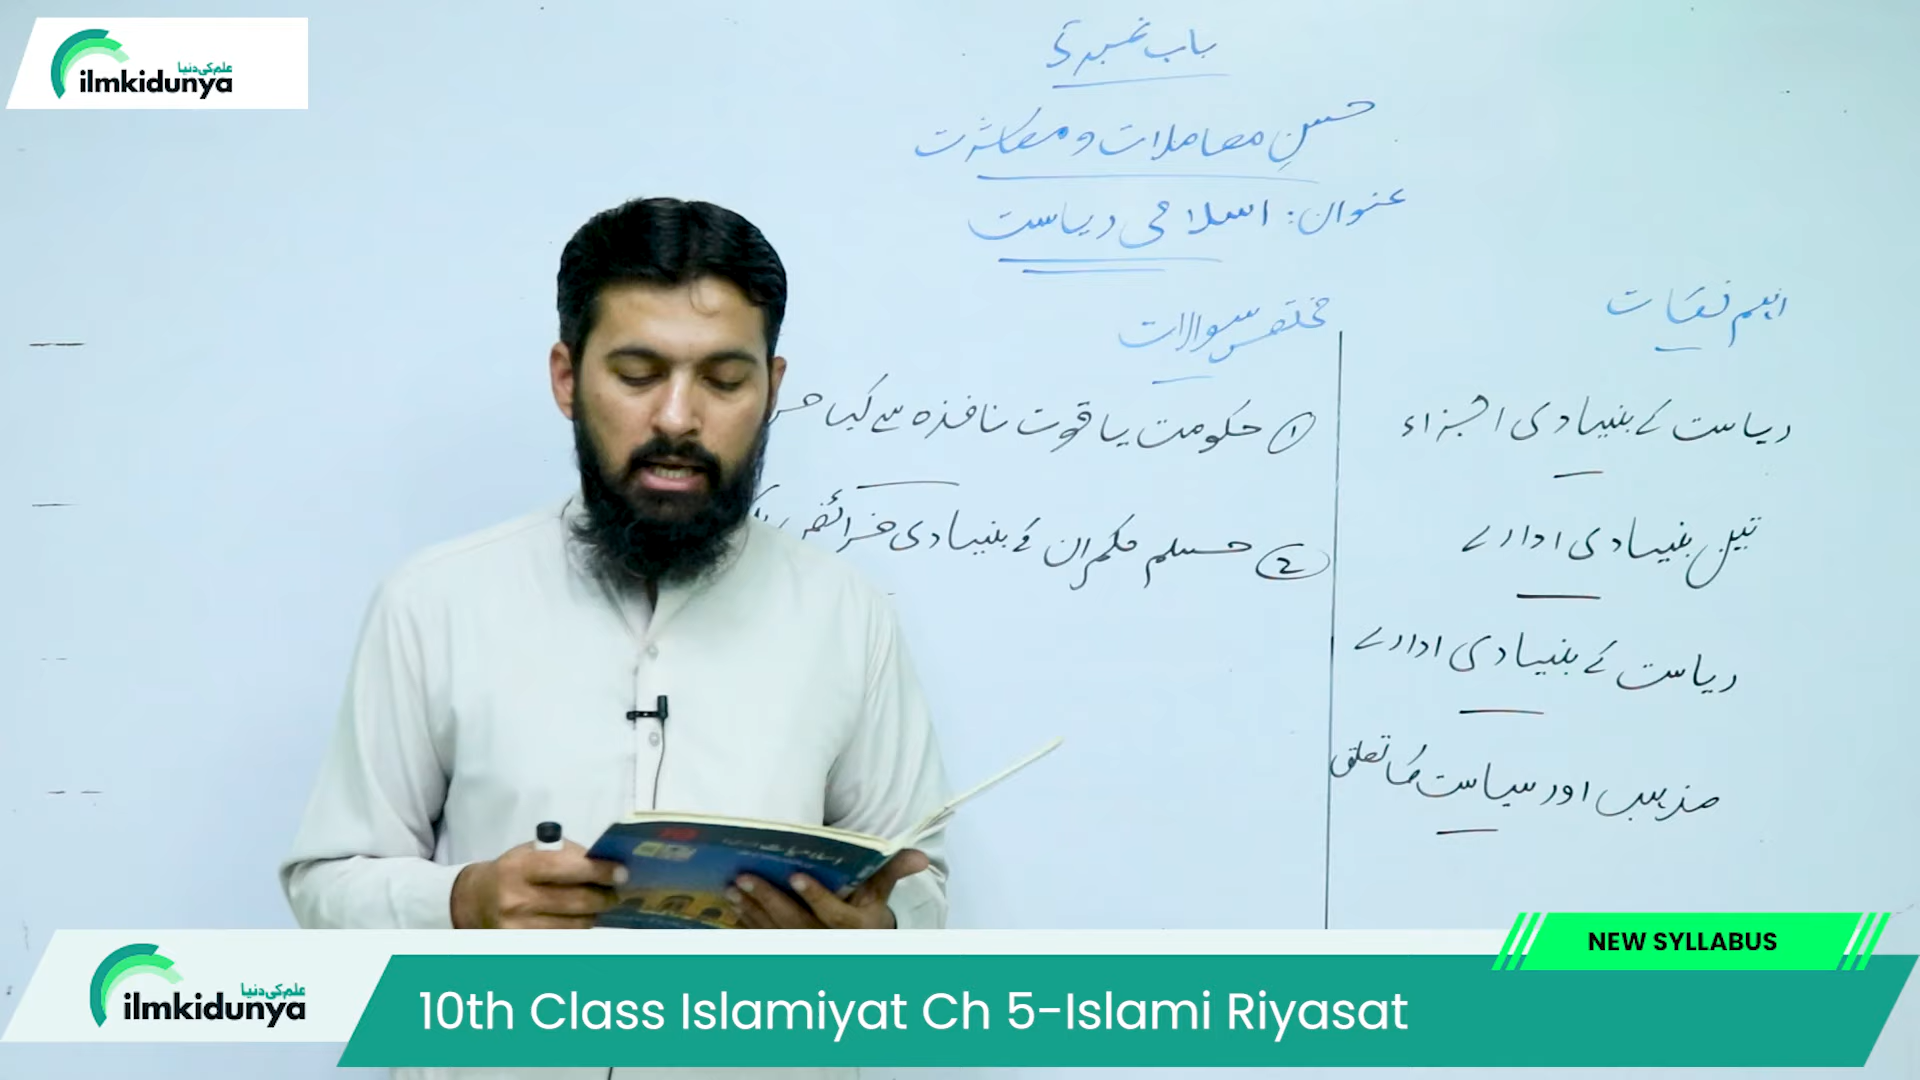 علم کی دنیا
ilmkidunya
باب نمبر 5
حسنِ معاملات و معاشرت
عنوان: اسلامی ریاست
اہم نکات
ریاست کے بنیادی اجزاء
تین بنیادی ادارے
ریاست کے بنیادی ادارے
مذہب اور سیاست کا تعلق
مختصر سوالات
① حکومت یا قوت نافذہ سے کیا
② مسلم حکمران کے بنیادی فرائض
NEW SYLLABUS
علم کی دنیا
ilmkidunya
10th Class Islamiyat Ch 5-Islami Riyasat